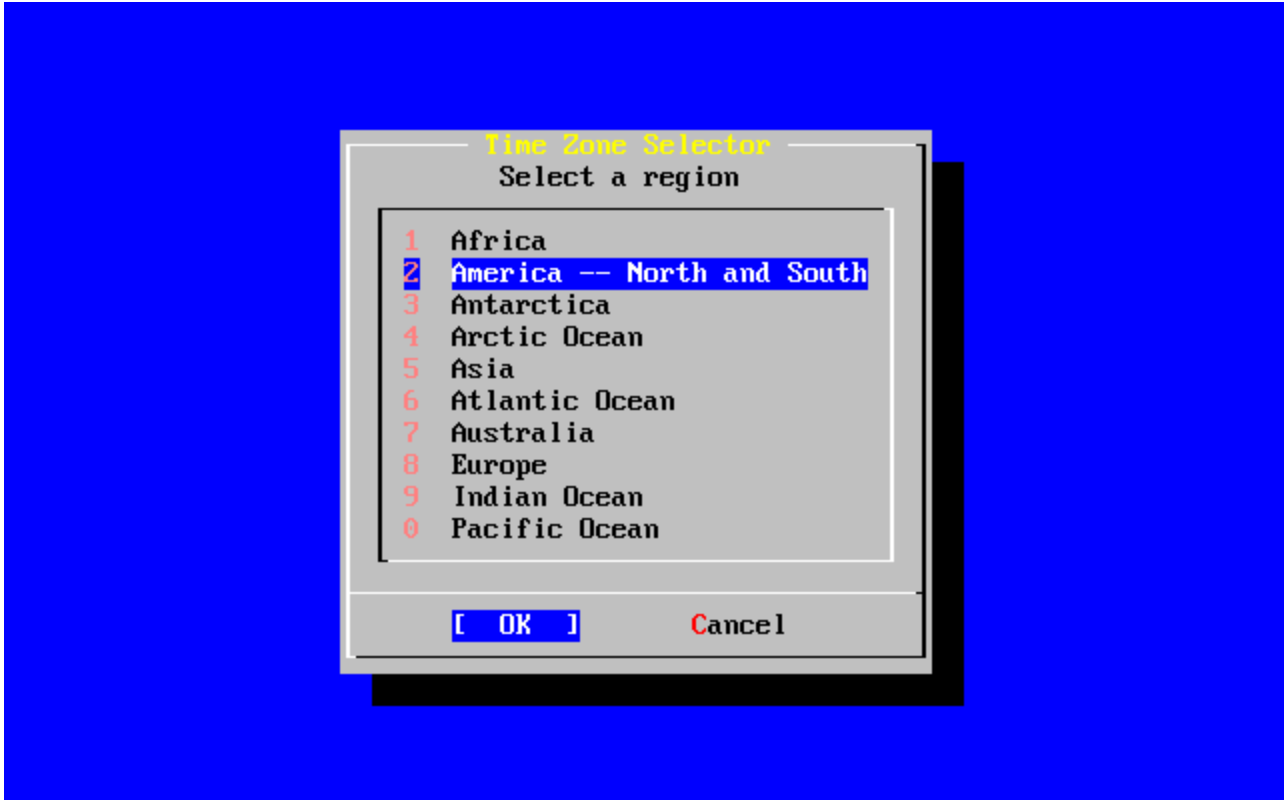 Time Zone Selector
Select a region
1 Africa
2 America -- North and South
3 Antarctica
4 Arctic Ocean
5 Asia
6 Atlantic Ocean
7 Australia
8 Europe
9 Indian Ocean
0 Pacific Ocean
[ OK ] Cancel